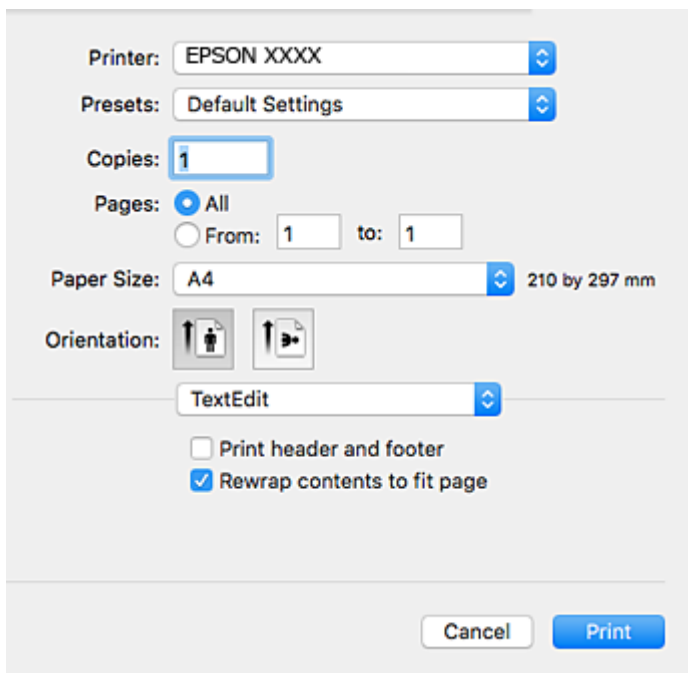 Printer: EPSON XXXX
Presets: Default Settings
Copies: 1
Pages: All
From: 1 to: 1
Paper Size: A4 210 by 297 mm
Orientation:
TextEdit
Print header and footer
Rewrap contents to fit page
Cancel Print